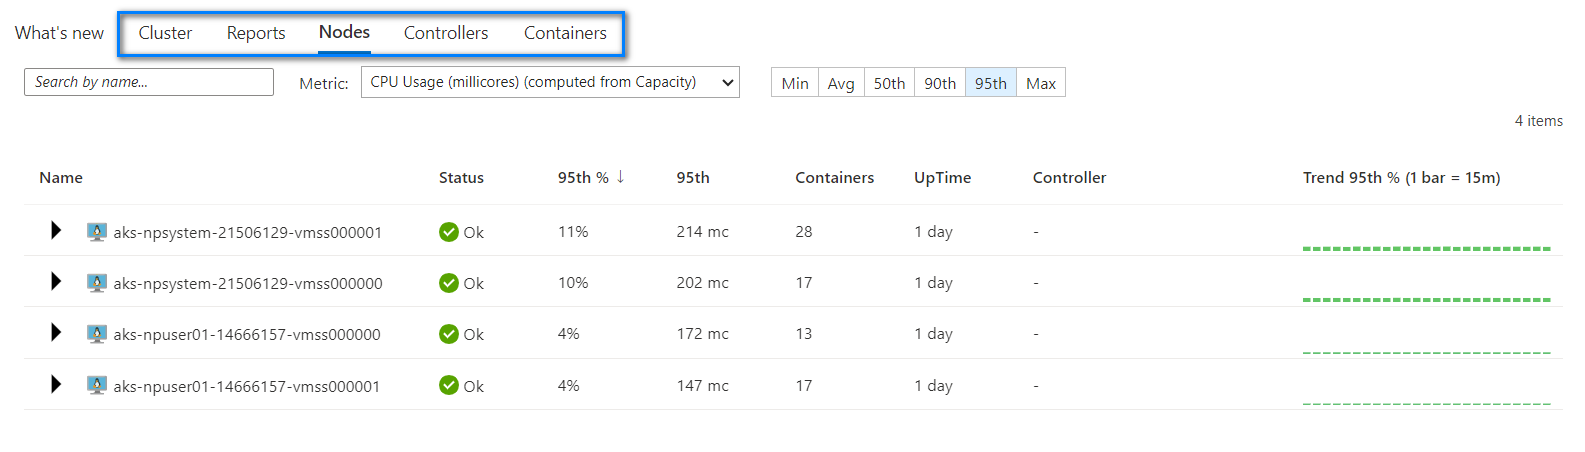 What's new Cluster Reports Nodes Controllers Containers
Search by name... Metric: CPU Usage (millicores) (computed from Capacity) Min Avg 50th 90th 95th Max
4 items
Name Status 95th % ↓ 95th Containers UpTime Controller Trend 95th % (1 bar = 15m)
aks-npsystem-21506129-vmss000001 Ok 11% 214 mc 28 1 day -
aks-npsystem-21506129-vmss000000 Ok 10% 202 mc 17 1 day -
aks-npuser01-14666157-vmss000000 Ok 4% 172 mc 13 1 day -
aks-npuser01-14666157-vmss000001 Ok 4% 147 mc 17 1 day -